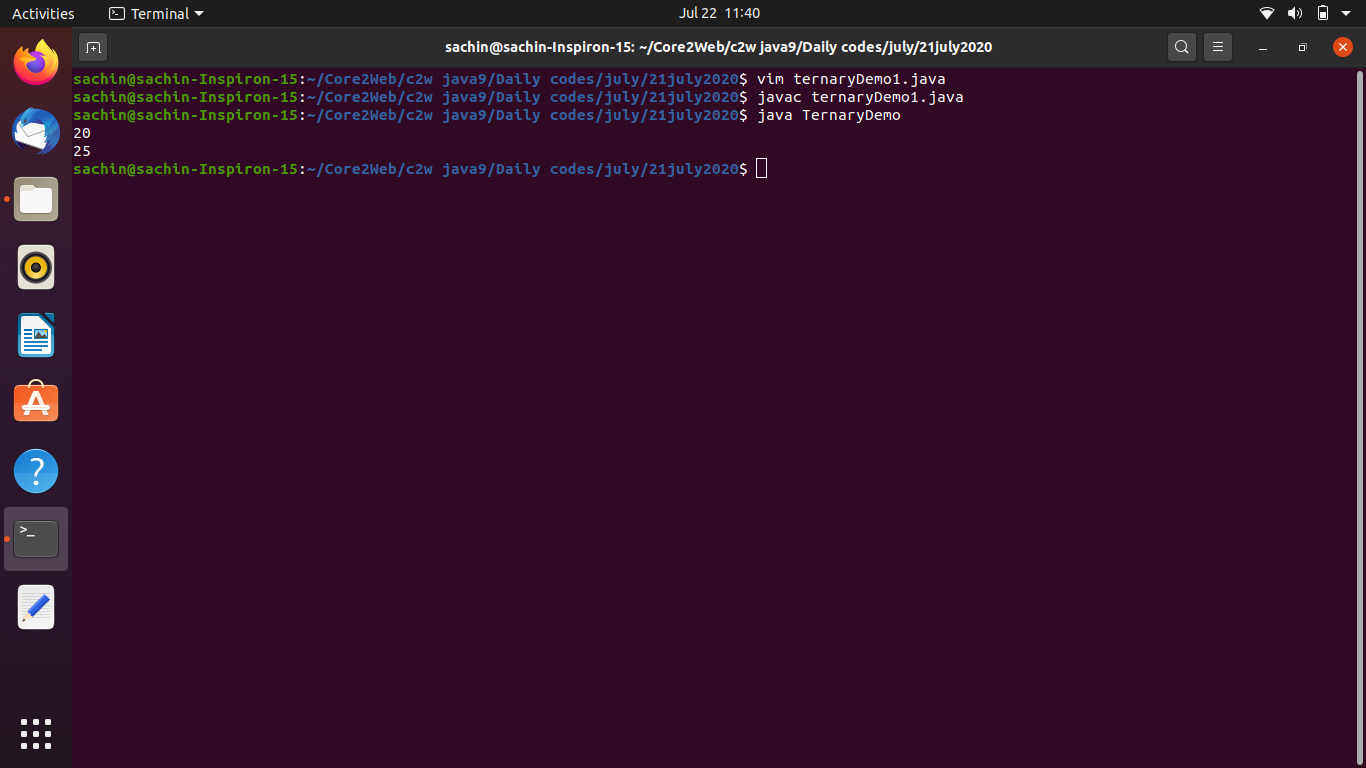 Activities Terminal Jul 22 11:40
sachin@sachin-Inspiron-15: ~/Core2Web/c2w java9/Daily codes/july/21july2020
sachin@sachin-Inspiron-15:~/Core2Web/c2w java9/Daily codes/july/21july2020$ vim ternaryDemo1.java
sachin@sachin-Inspiron-15:~/Core2Web/c2w java9/Daily codes/july/21july2020$ javac ternaryDemo1.java
sachin@sachin-Inspiron-15:~/Core2Web/c2w java9/Daily codes/july/21july2020$ java TernaryDemo
20
25
sachin@sachin-Inspiron-15:~/Core2Web/c2w java9/Daily codes/july/21july2020$